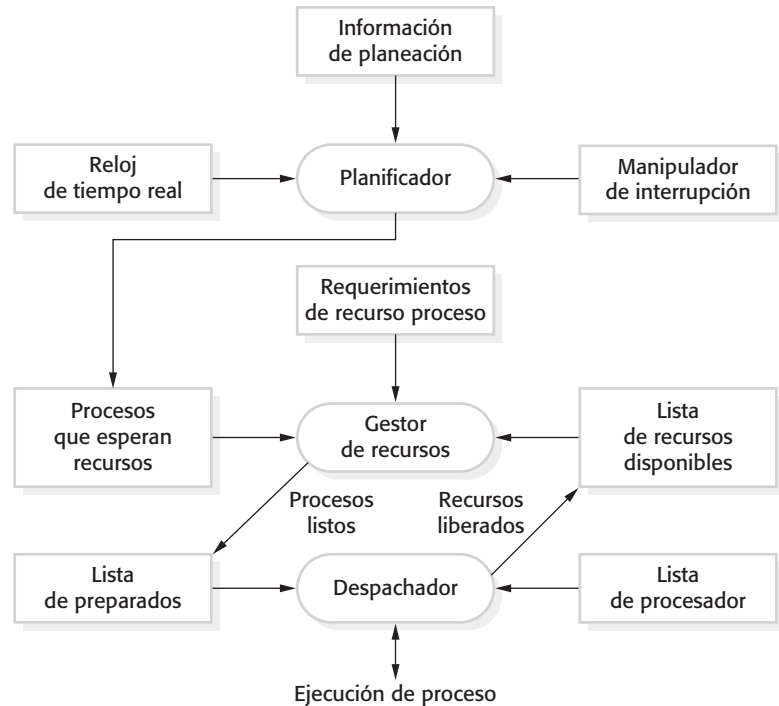 Información
de planeación
Reloj
de tiempo real
Planificador
Manipulador
de interrupción
Requerimientos
de recurso proceso
Procesos
que esperan
recursos
Gestor
de recursos
Lista
de recursos
disponibles
Procesos
listos
Recursos
liberados
Lista
de preparados
Despachador
Lista
de procesador
Ejecución de proceso